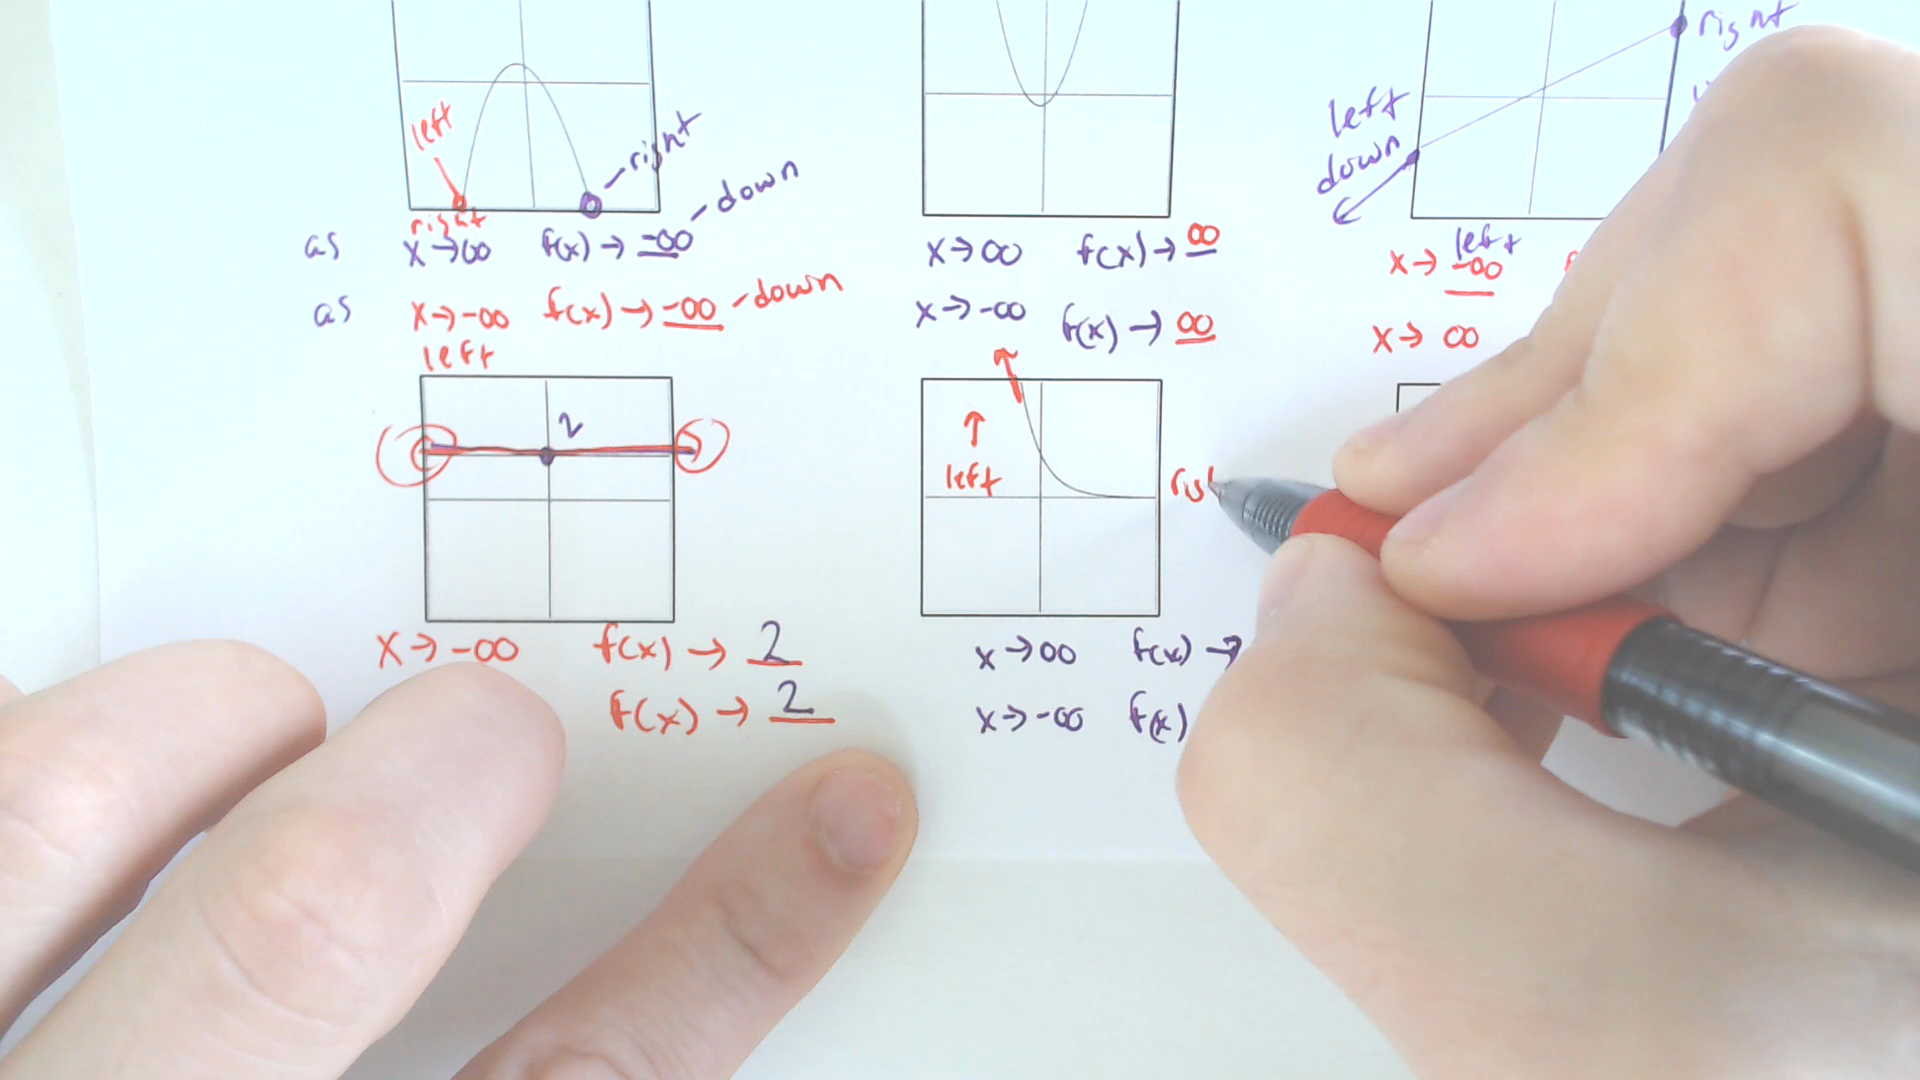 right
left
down
left
right
down
as x→∞ f(x)→-∞
right
as x→-∞ f(x)→-∞ down
left
x→∞ f(x)→∞
x→-∞ f(x)→∞
left
x→-∞
x→∞
2
x→-∞ f(x)→2
f(x)→2
left
x→∞ f(x)→
x→-∞ f(x)